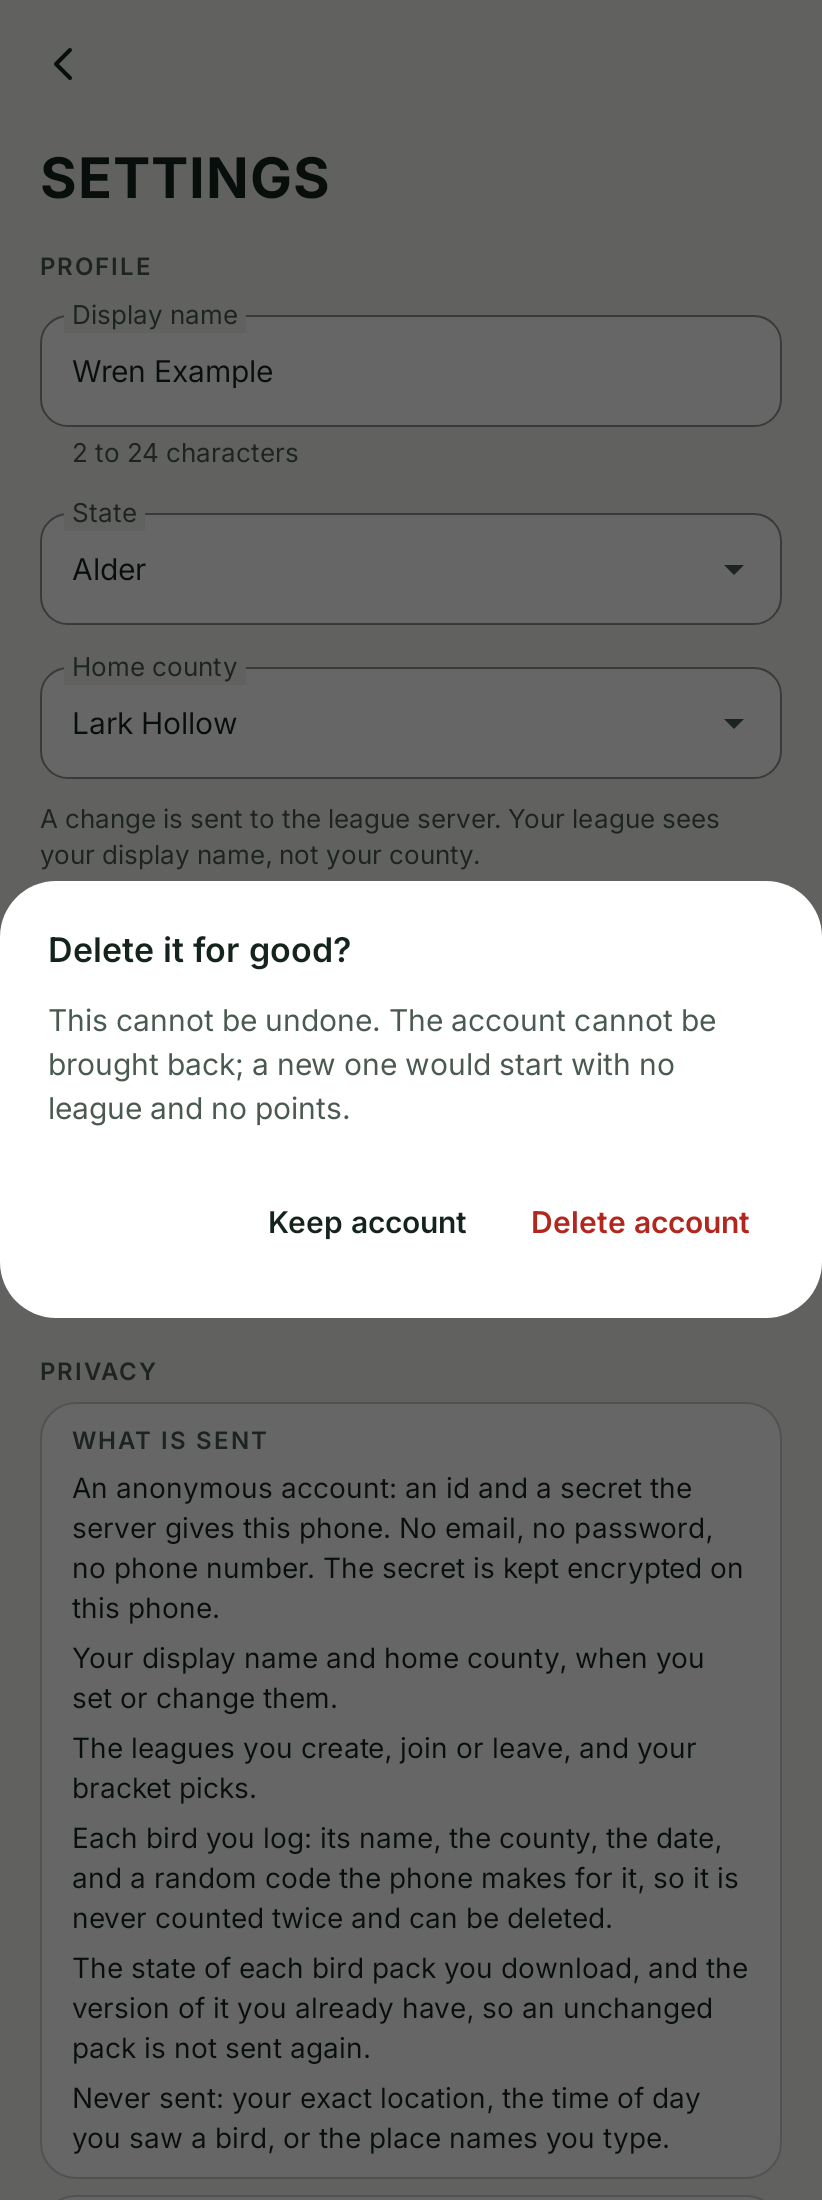 SETTINGS
PROFILE
Display name
Wren Example
2 to 24 characters
State
Alder
Home county
Lark Hollow
A change is sent to the league server. Your league sees
your display name, not your county.
Delete it for good?
This cannot be undone. The account cannot be
brought back; a new one would start with no
league and no points.
Keep account
Delete account
PRIVACY
WHAT IS SENT
An anonymous account: an id and a secret the
server gives this phone. No email, no password,
no phone number. The secret is kept encrypted on
this phone.
Your display name and home county, when you
set or change them.
The leagues you create, join or leave, and your
bracket picks.
Each bird you log: its name, the county, the date,
and a random code the phone makes for it, so it is
never counted twice and can be deleted.
The state of each bird pack you download, and the
version of it you already have, so an unchanged
pack is not sent again.
Never sent: your exact location, the time of day
you saw a bird, or the place names you type.